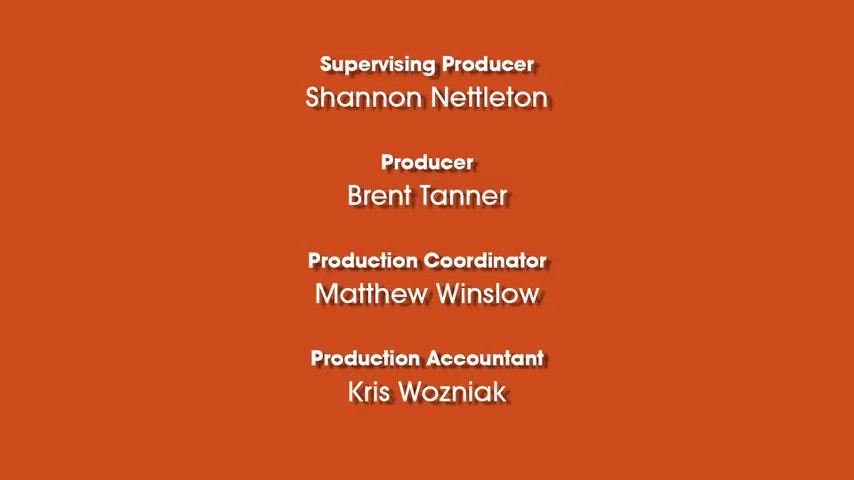 Supervising Producer
Shannon Nettleton
Producer
Brent Tanner
Production Coordinator
Matthew Winslow
Production Accountant
Kris Wozniak